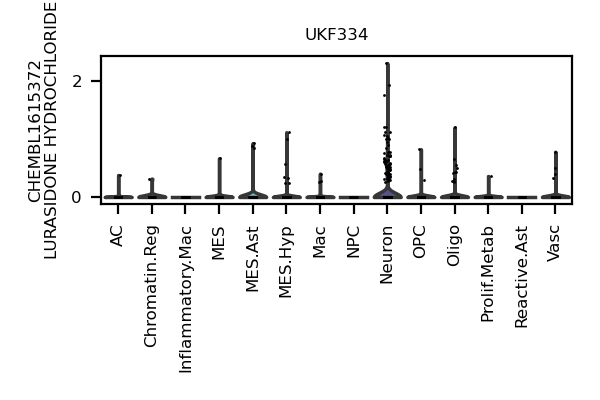 UKF334
CHEMBL1615372
LURASIDONE HYDROCHLORIDE
2
0
AC
Chromatin.Reg
Inflammatory.Mac
MES
MES.Ast
MES.Hyp
Mac
NPC
Neuron
OPC
Oligo
Prolif.Metab
Reactive.Ast
Vasc